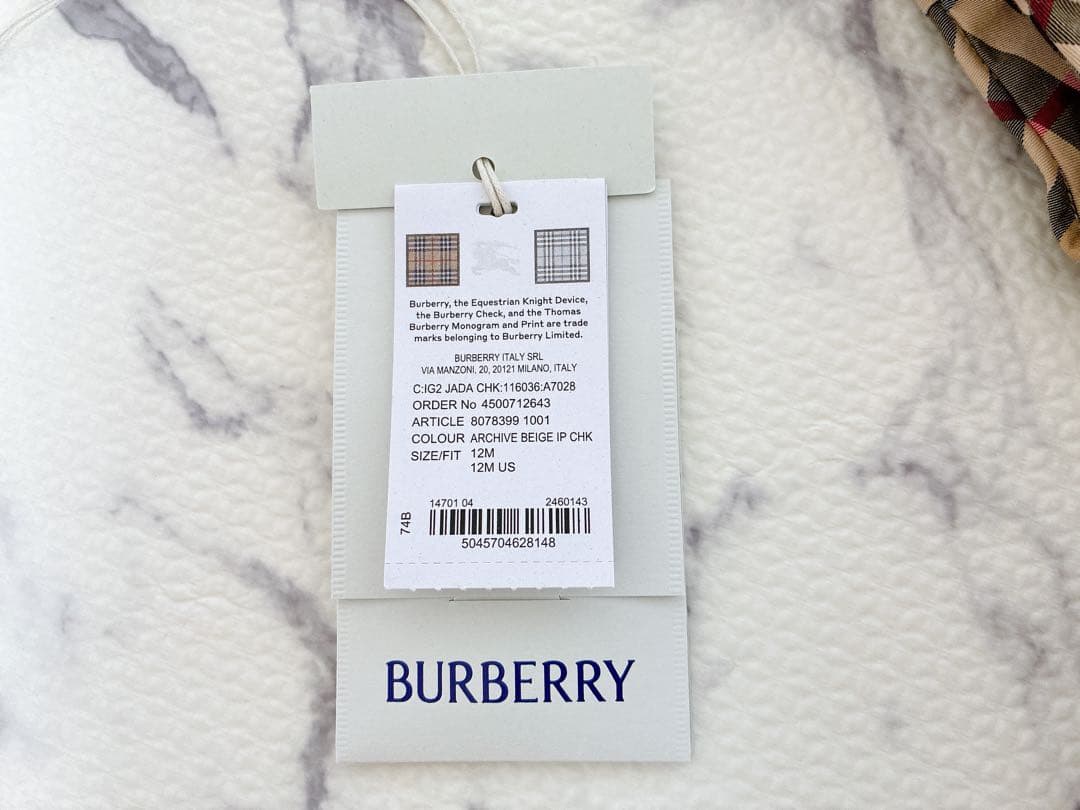 Burberry, the Equestrian Knight Device,
the Burberry Check, and the Thomas
Burberry Monogram and Print are trade
marks belonging to Burberry Limited.
BURBERRY ITALY SRL
VIA MANZONI, 20, 20121 MILANO, ITALY
C:IG2 JADA CHK:116036:A7028
ORDER No 4500712643
ARTICLE 8078399 1001
COLOUR ARCHIVE BEIGE IP CHK
SIZE/FIT 12M
12M US
14701 04 2460143
74B
5045704628148
BURBERRY